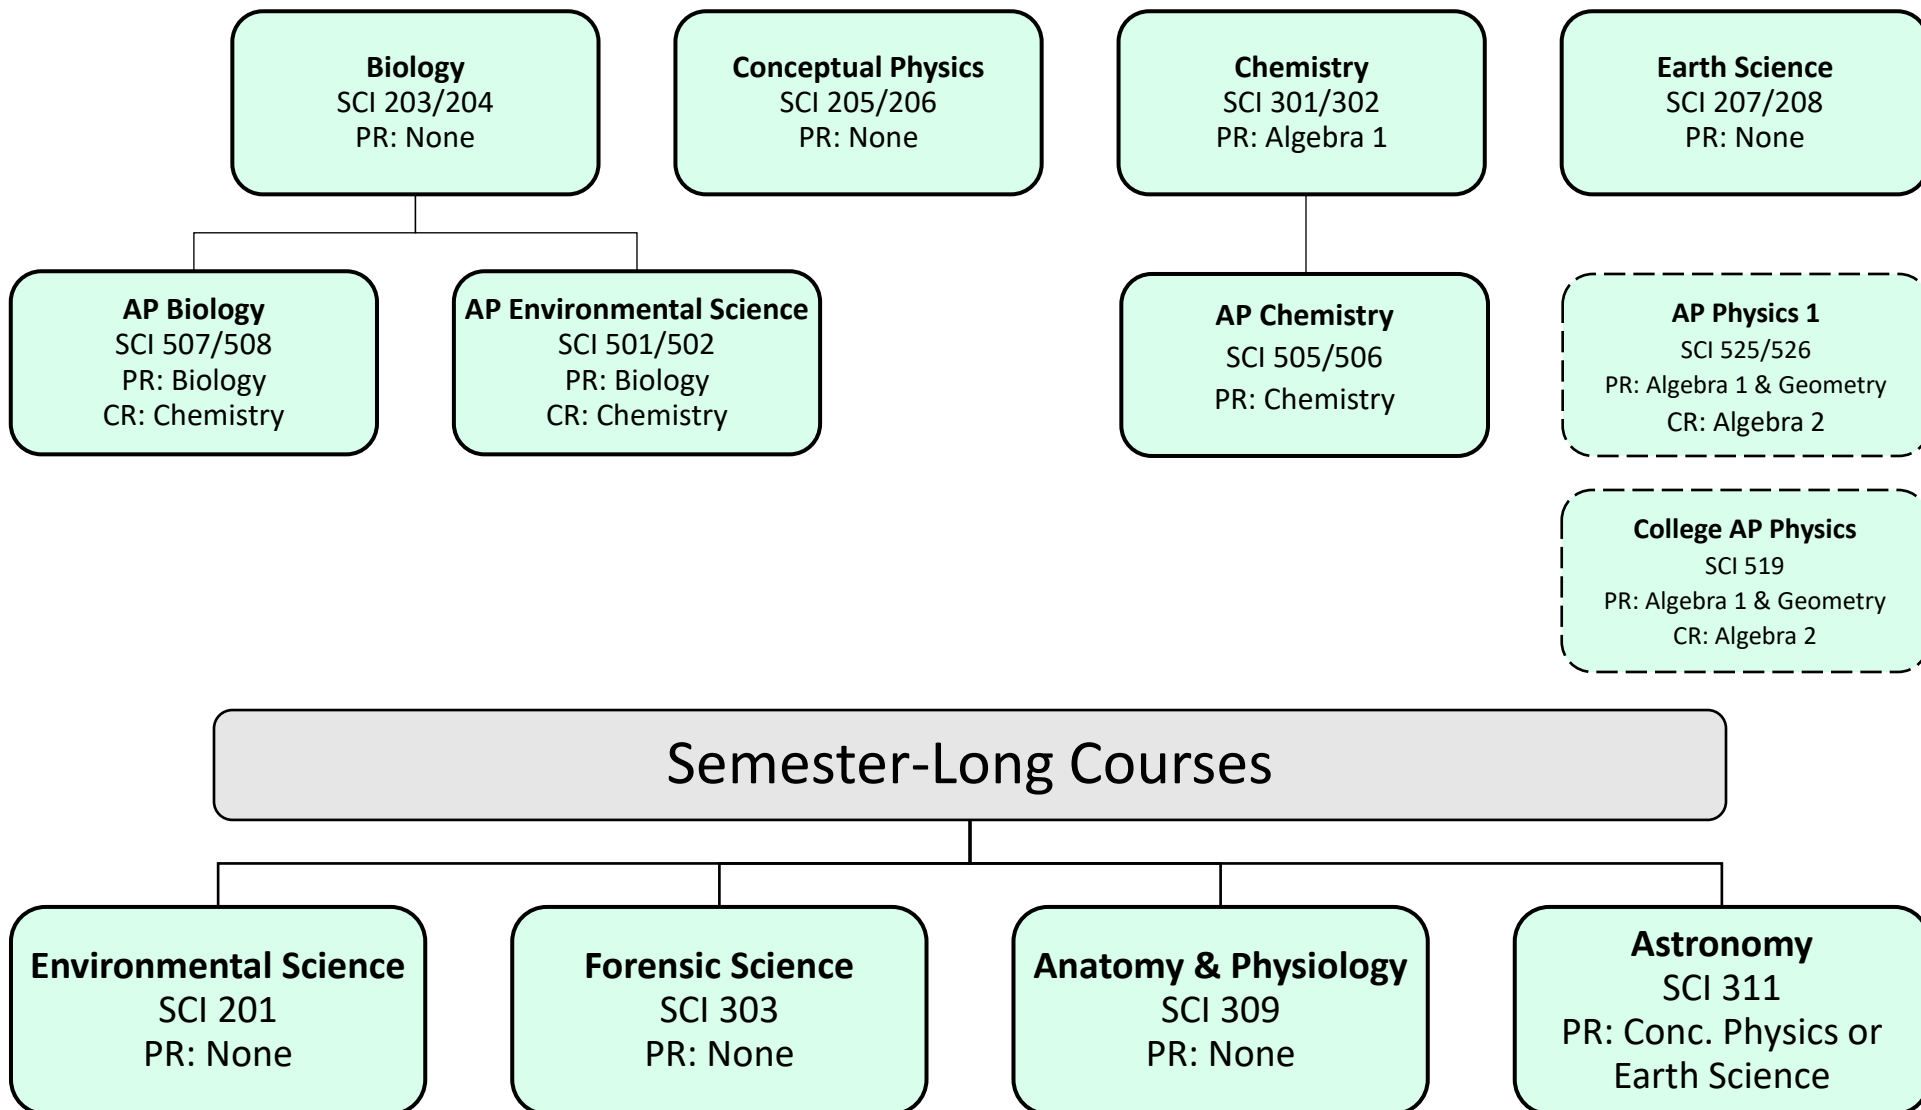 Biology
SCI 203/204
PR: None
Conceptual Physics
SCI 205/206
PR: None
Chemistry
SCI 301/302
PR: Algebra 1
Earth Science
SCI 207/208
PR: None
AP Biology
SCI 507/508
PR: Biology
CR: Chemistry
AP Environmental Science
SCI 501/502
PR: Biology
CR: Chemistry
AP Chemistry
SCI 505/506
PR: Chemistry
AP Physics 1
SCI 525/526
PR: Algebra 1 & Geometry
CR: Algebra 2
College AP Physics
SCI 519
PR: Algebra 1 & Geometry
CR: Algebra 2
Semester-Long Courses
Environmental Science
SCI 201
PR: None
Forensic Science
SCI 303
PR: None
Anatomy & Physiology
SCI 309
PR: None
Astronomy
SCI 311
PR: Conc. Physics or
Earth Science